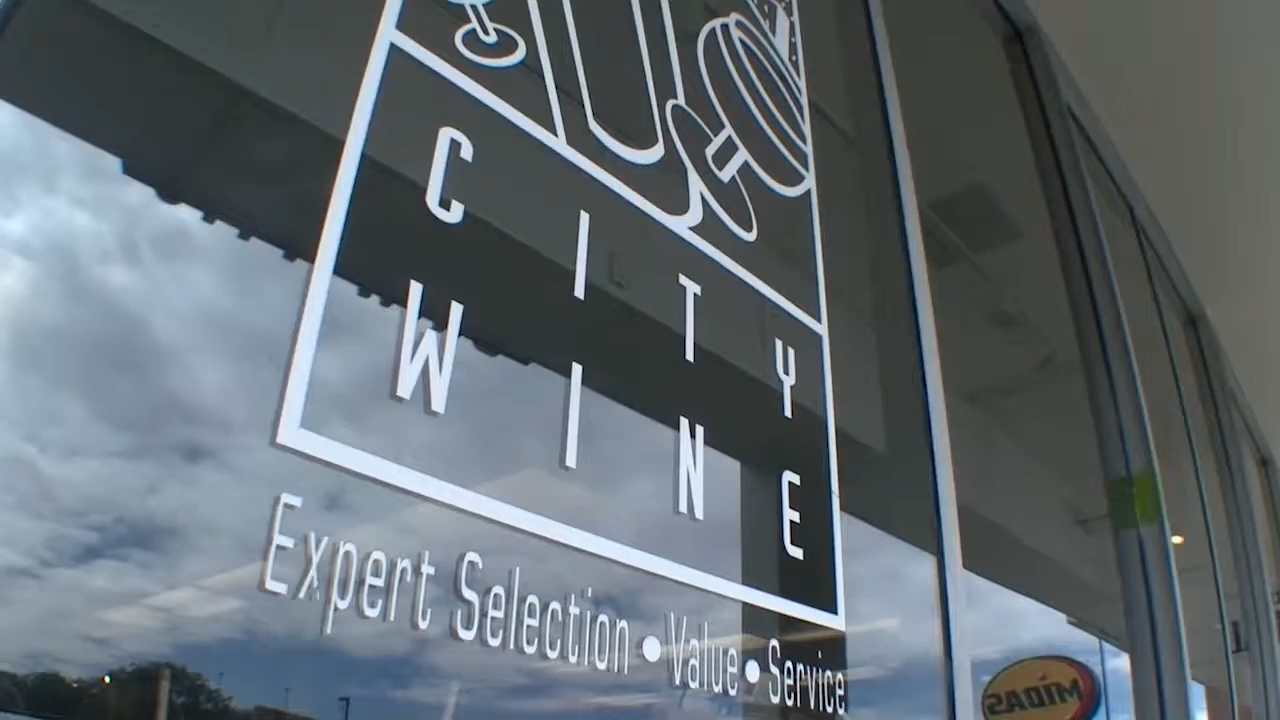 CITY
WINE
Expert Selection • Value • Service
MIDAS